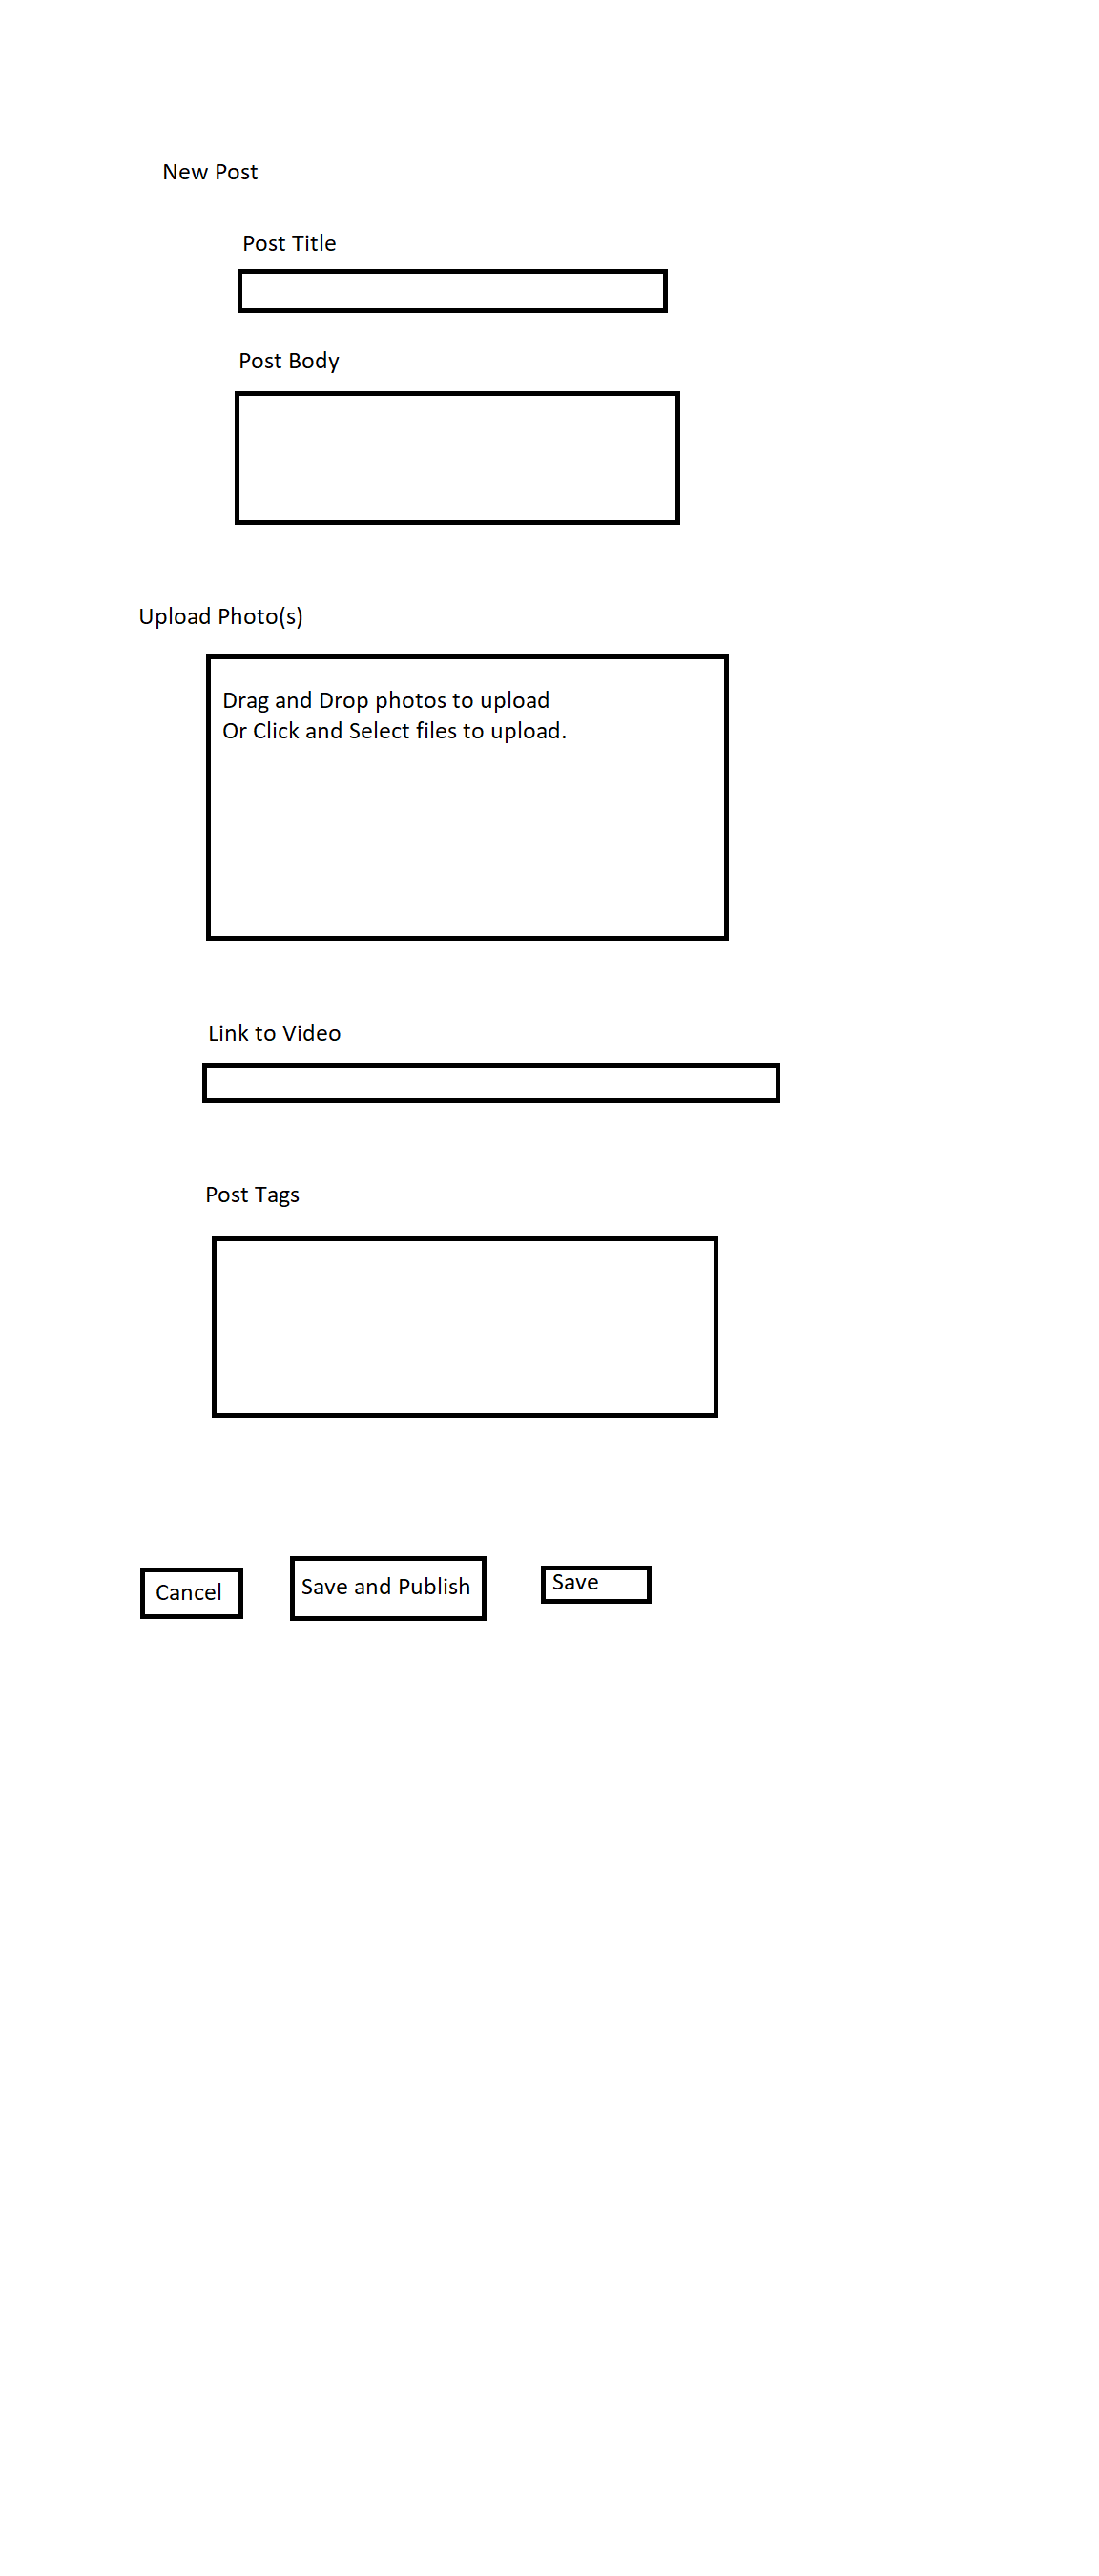 New Post
Post Title
Post Body
Upload Photo(s)
Drag and Drop photos to upload
Or Click and Select files to upload.
Link to Video
Post Tags
Cancel
Save and Publish
Save